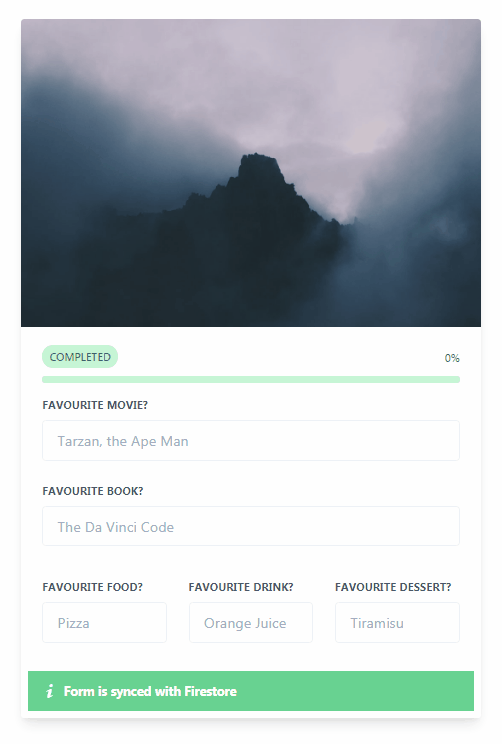 COMPLETED 0%
FAVOURITE MOVIE?
Tarzan, the Ape Man
FAVOURITE BOOK?
The Da Vinci Code
FAVOURITE FOOD? FAVOURITE DRINK? FAVOURITE DESSERT?
Pizza Orange Juice Tiramisu
i Form is synced with Firestore